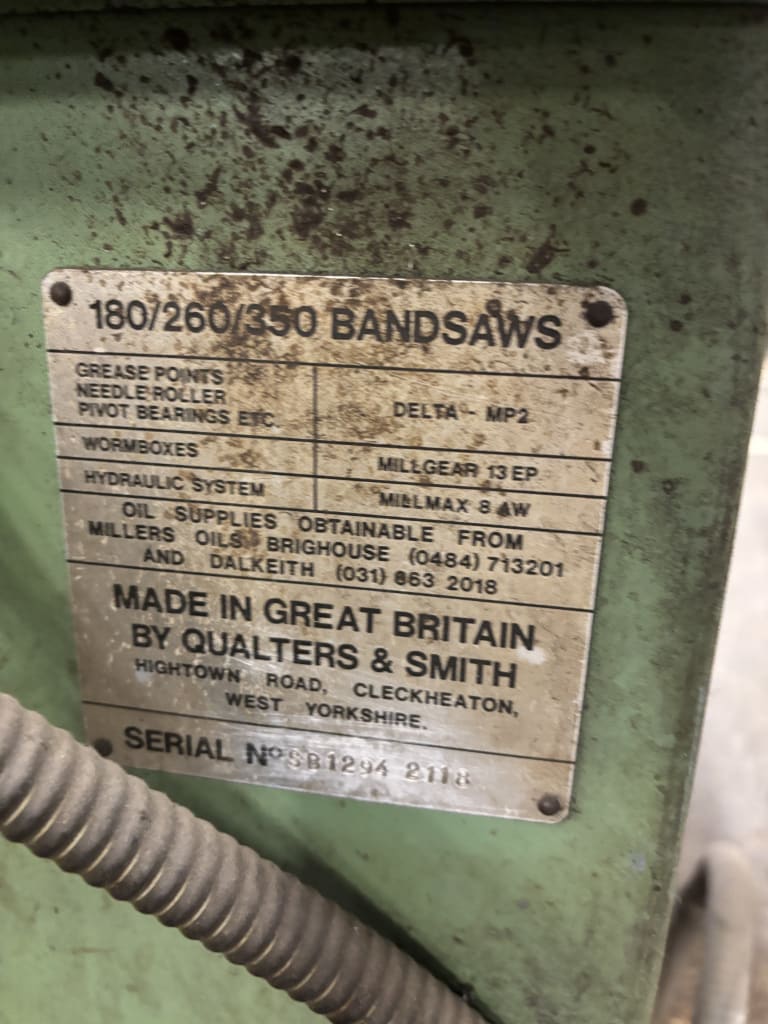 180/260/350 BANDSAWS
GREASE POINTS
NEEDLE ROLLER
PIVOT BEARINGS ETC.
DELTA - MP2
WORMBOXES
MILLGEAR 13 EP
HYDRAULIC SYSTEM
MILLMAX 8 AW
OIL SUPPLIES OBTAINABLE FROM
MILLERS OILS BRIGHOUSE (0484) 713201
AND DALKEITH (031) 663 2018
MADE IN GREAT BRITAIN
BY QUALTERS & SMITH
HIGHTOWN ROAD, CLECKHEATON,
WEST YORKSHIRE.
SERIAL Nº SB1294 2118